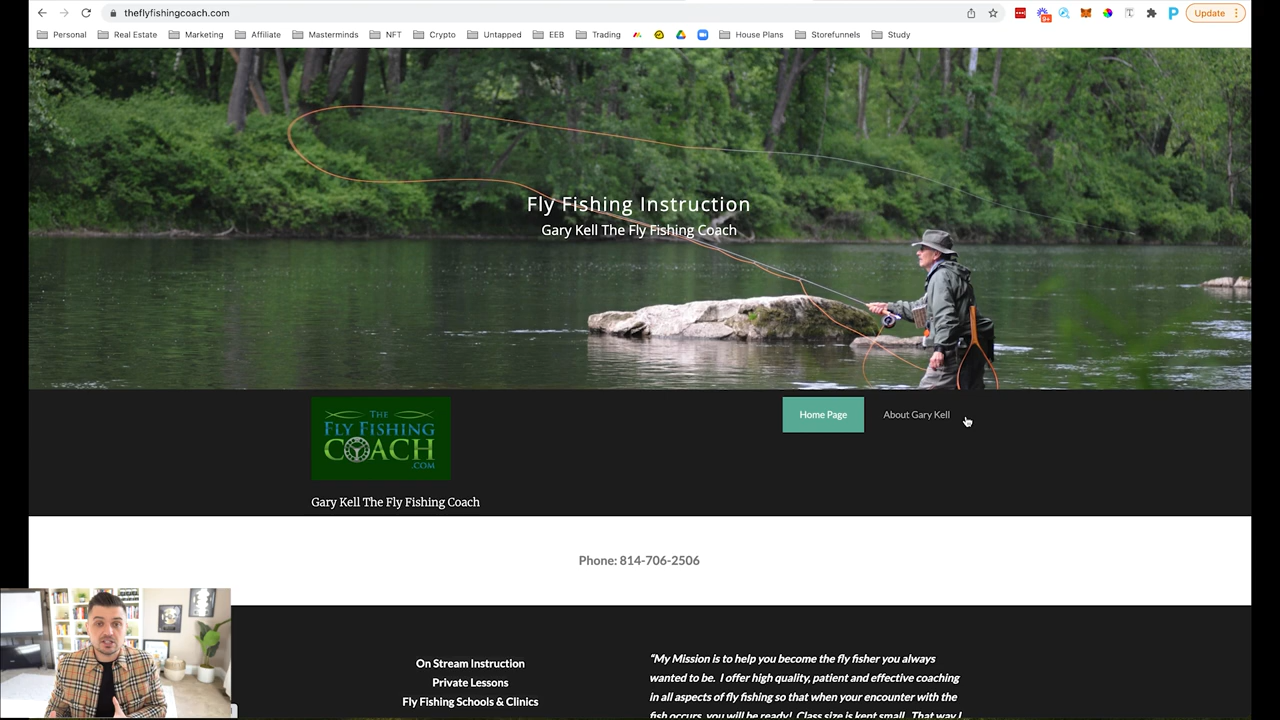 theflyfishingcoach.com
9+
Update
Personal
Real Estate
Marketing
Affiliate
Masterminds
NFT
Crypto
Untapped
EEB
Trading
House Plans
Storefunnels
Study
Fly Fishing Instruction
Gary Kell The Fly Fishing Coach
THE
FLY FISHING
COACH
.COM
Home Page
About Gary Kell
Gary Kell The Fly Fishing Coach
Phone: 814-706-2506
On Stream Instruction
Private Lessons
Fly Fishing Schools & Clinics
“My Mission is to help you become the fly fisher you always
wanted to be. I offer high quality, patient and effective coaching
in all aspects of fly fishing so that when your encounter with the
fish occurs, you will be ready! Class size is kept small. That way I